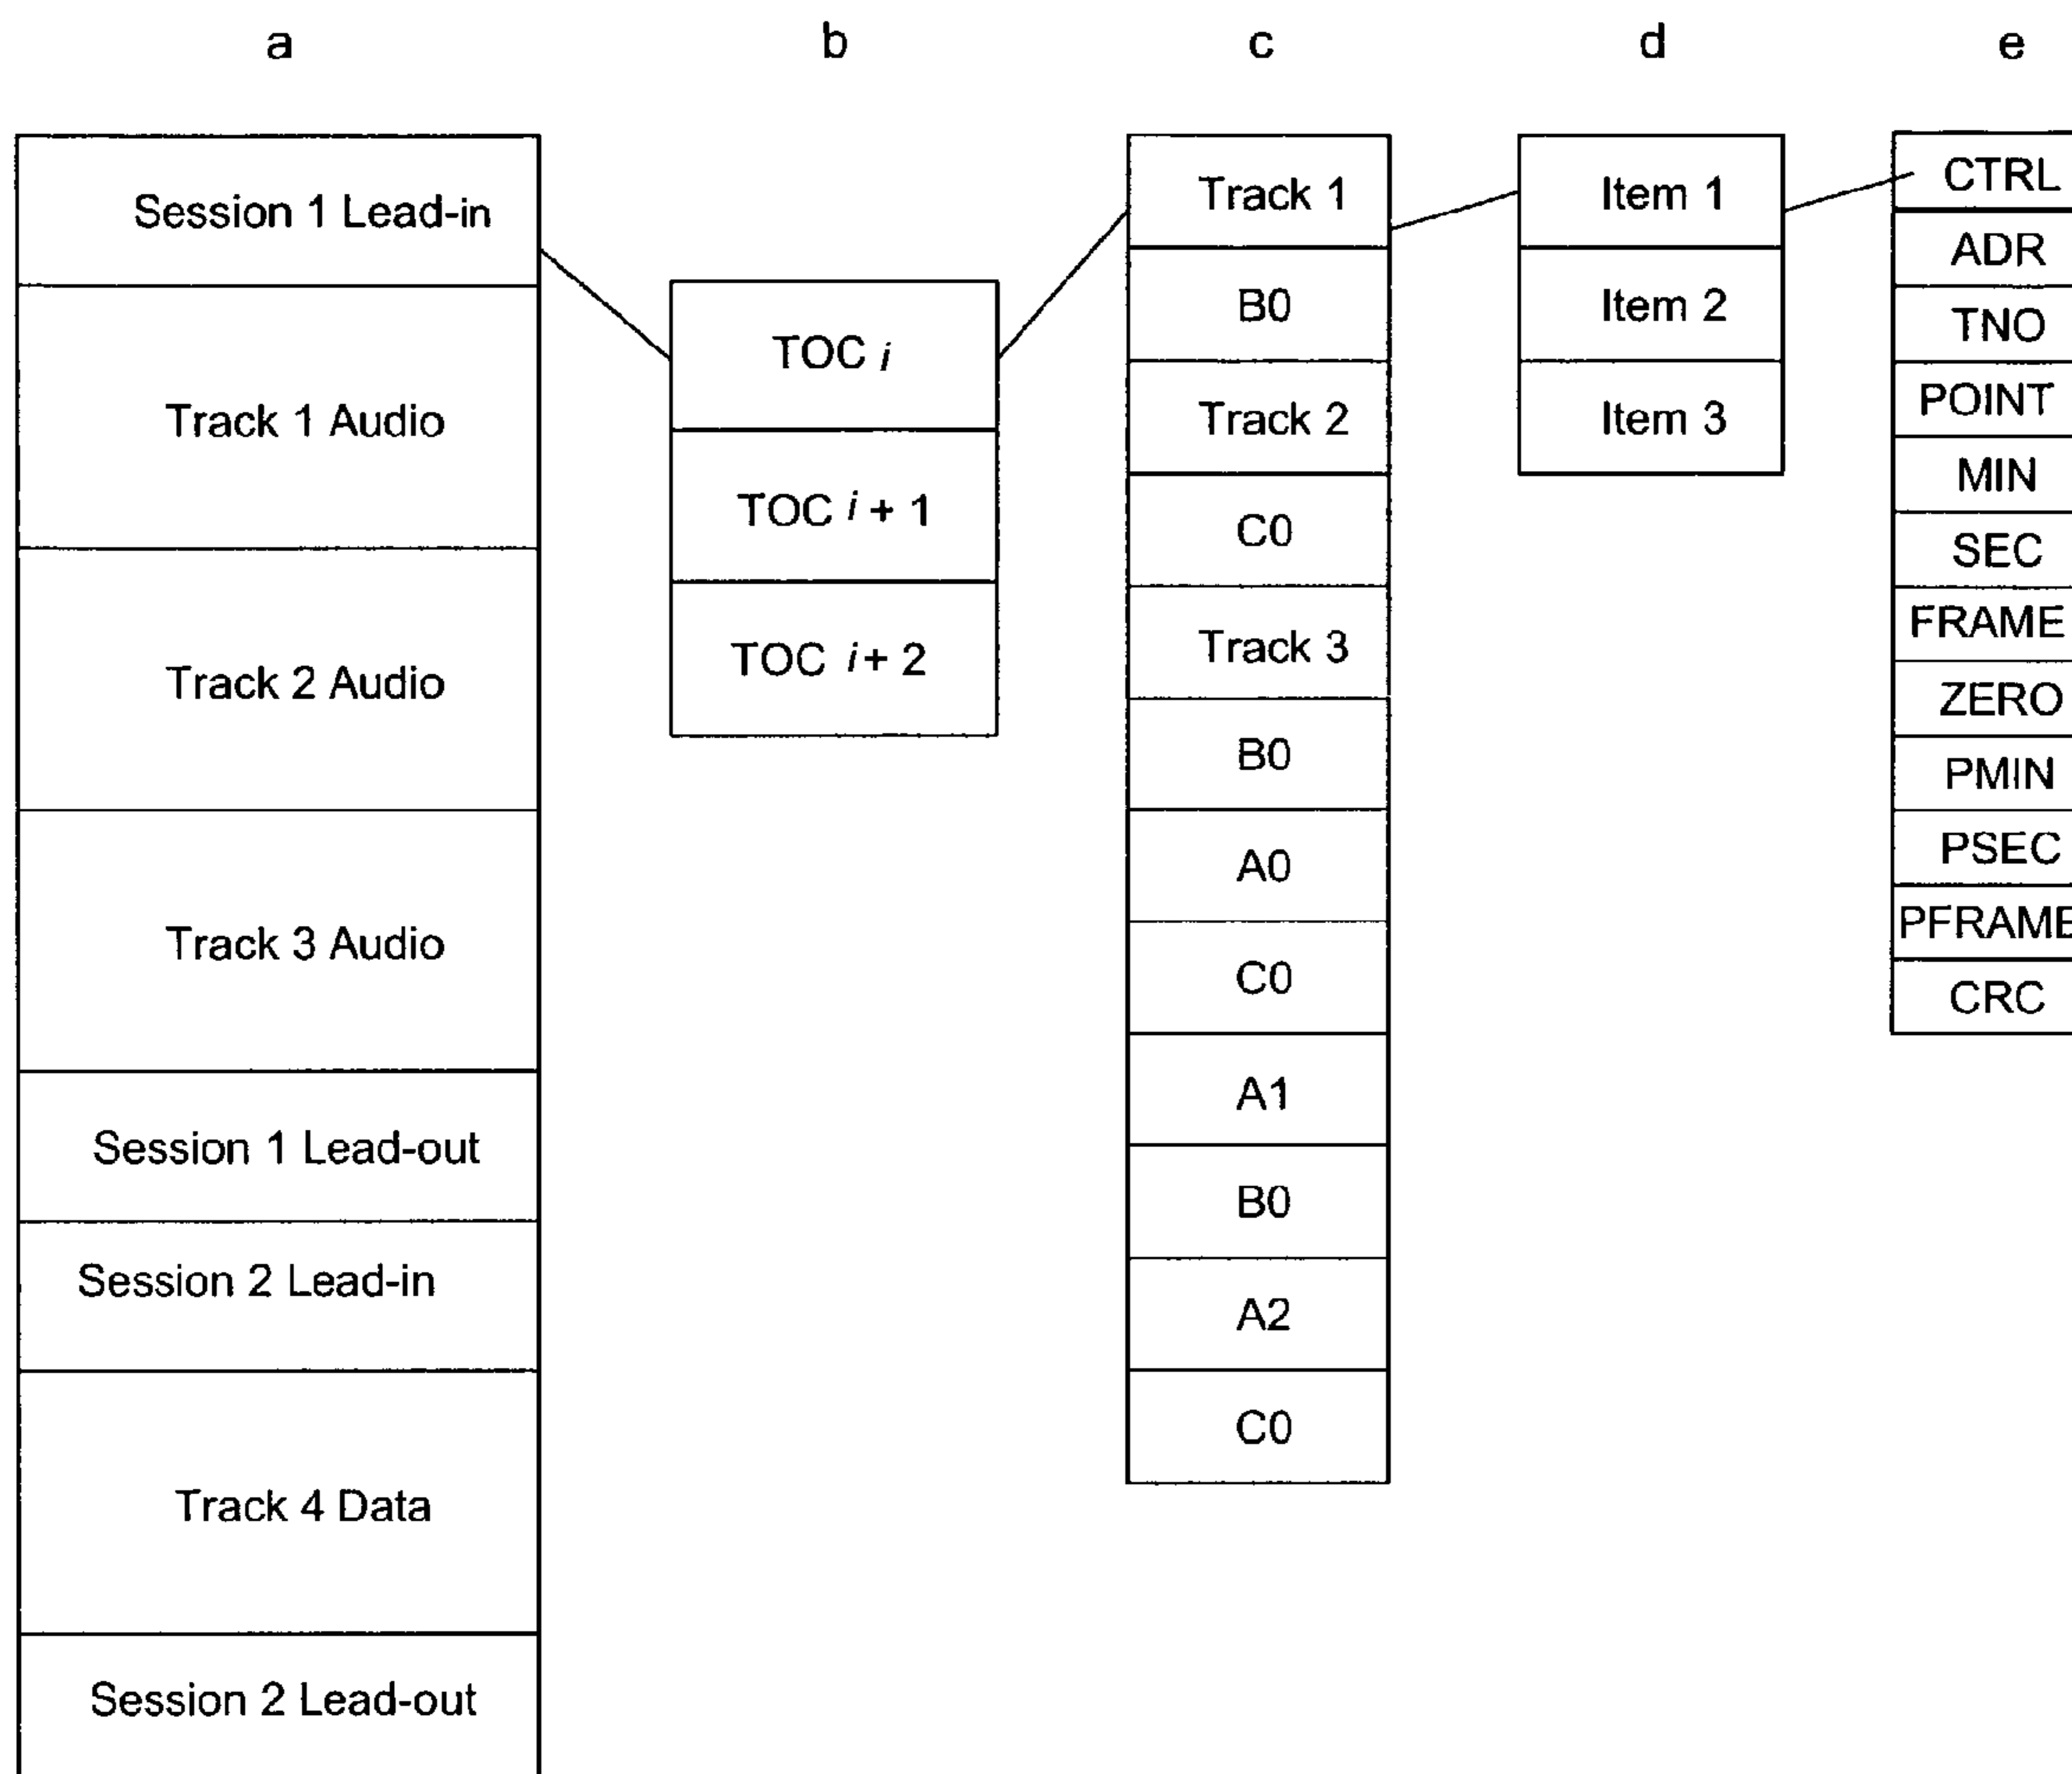 a
b
c
d
e
Session 1 Lead-in
Track 1 Audio
Track 2 Audio
Track 3 Audio
Session 1 Lead-out
Session 2 Lead-in
Track 4 Data
Session 2 Lead-out
TOC i
TOC i + 1
TOC i + 2
Track 1
B0
Track 2
C0
Track 3
B0
A0
C0
A1
B0
A2
C0
Item 1
Item 2
Item 3
CTRL
ADR
TNO
POINT
MIN
SEC
FRAME
ZERO
PMIN
PSEC
PFRAME
CRC